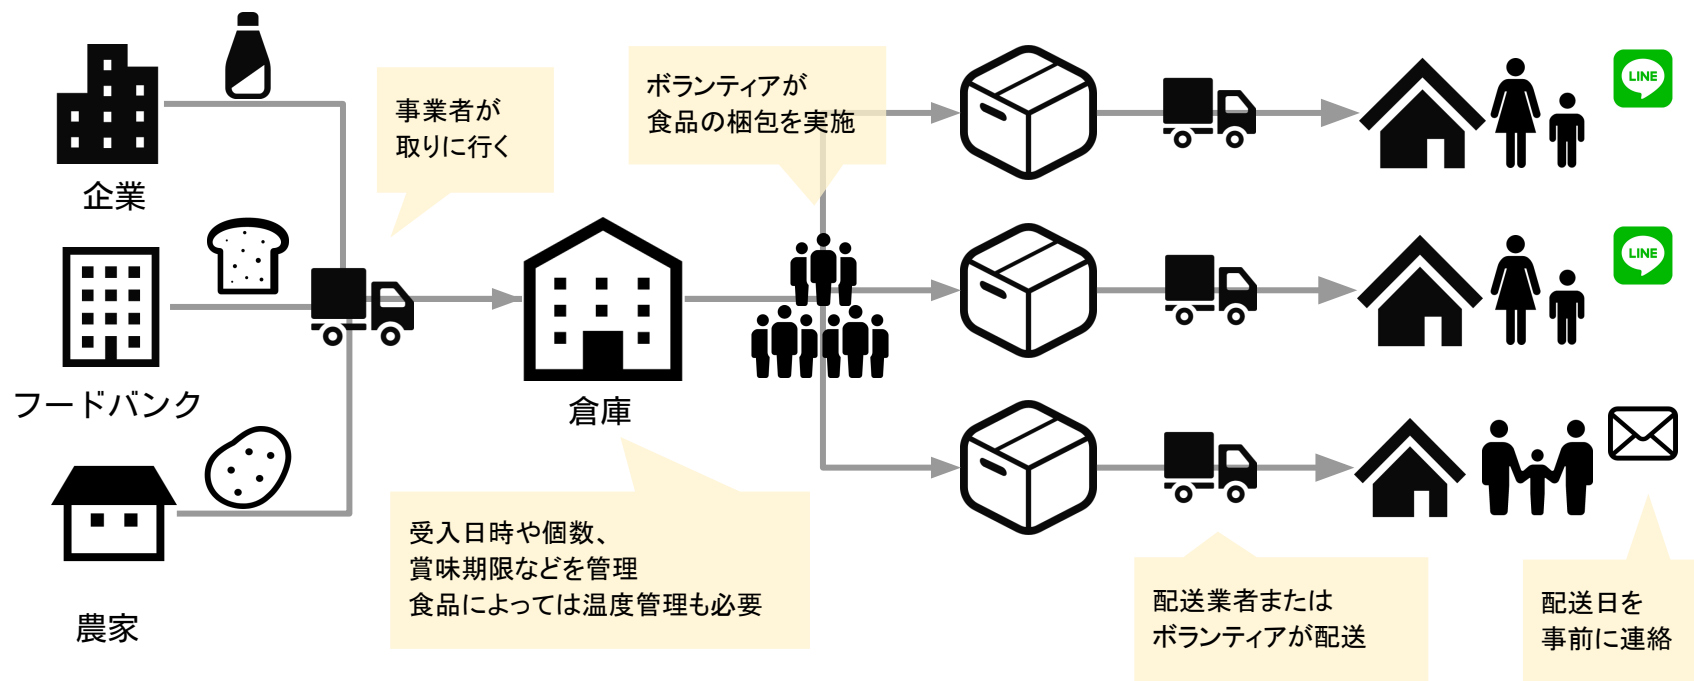 事業者が
取りに行く
ボランティアが
食品の梱包を実施
LINE
企業
LINE
フードバンク
倉庫
受入日時や個数、
賞味期限などを管理
食品によっては温度管理も必要
農家
配送業者または
ボランティアが配送
配送日を
事前に連絡